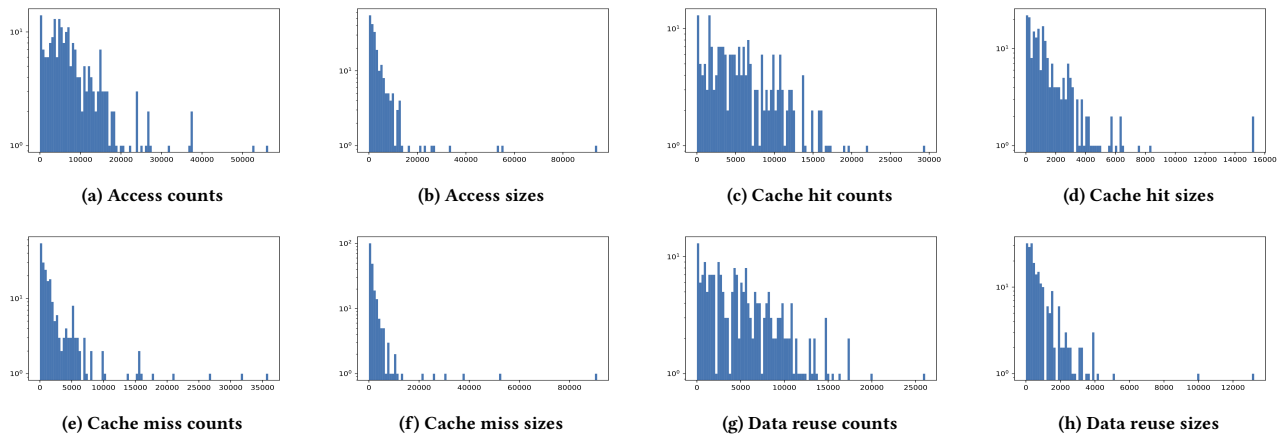 10¹
10⁰
0 10000 20000 30000 40000 50000
(a) Access counts
10¹
10⁰
0 20000 40000 60000 80000
(b) Access sizes
10¹
10⁰
0 5000 10000 15000 20000 25000 30000
(c) Cache hit counts
10¹
10⁰
0 2000 4000 6000 8000 10000 12000 14000 16000
(d) Cache hit sizes
10¹
10⁰
0 5000 10000 15000 20000 25000 30000 35000
(e) Cache miss counts
10²
10¹
10⁰
0 20000 40000 60000 80000
(f) Cache miss sizes
10¹
10⁰
0 5000 10000 15000 20000 25000
(g) Data reuse counts
10¹
10⁰
0 2000 4000 6000 8000 10000 12000
(h) Data reuse sizes